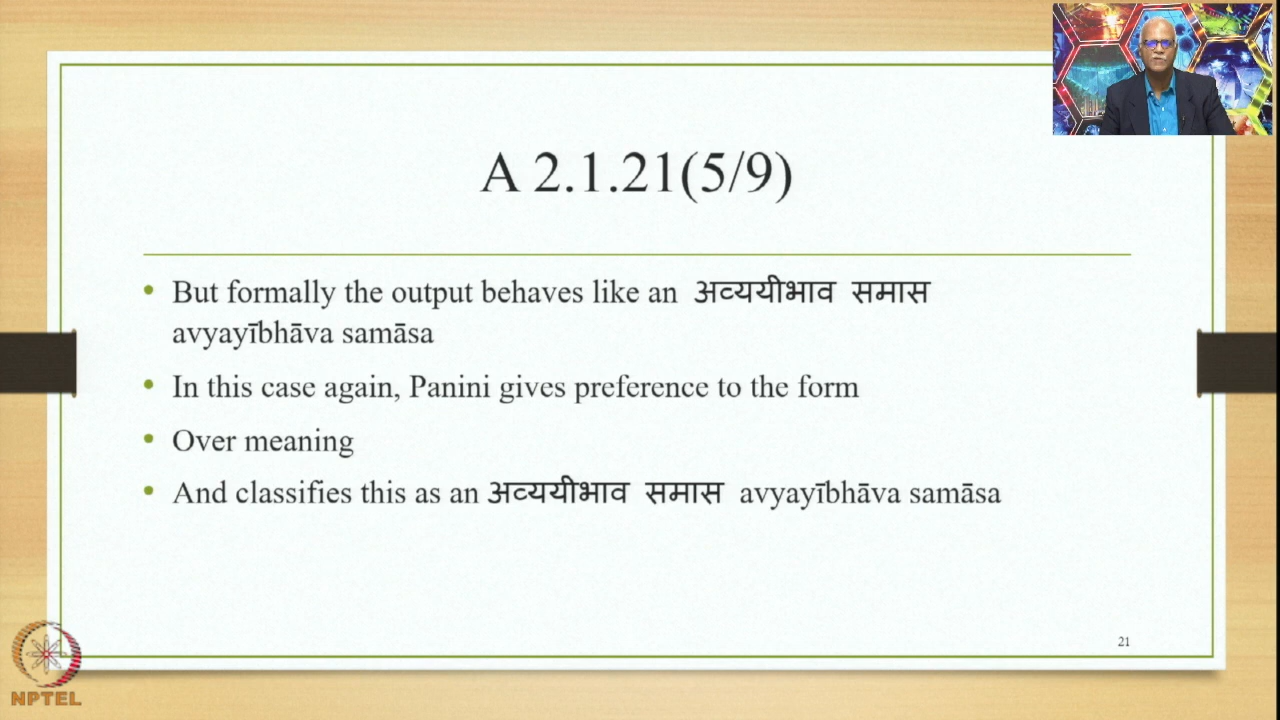 A 2.1.21(5/9)
• But formally the output behaves like an अव्ययीभाव समास
avyayībhāva samāsa
• In this case again, Panini gives preference to the form
• Over meaning
• And classifies this as an अव्ययीभाव समास avyayībhāva samāsa
21
NPTEL